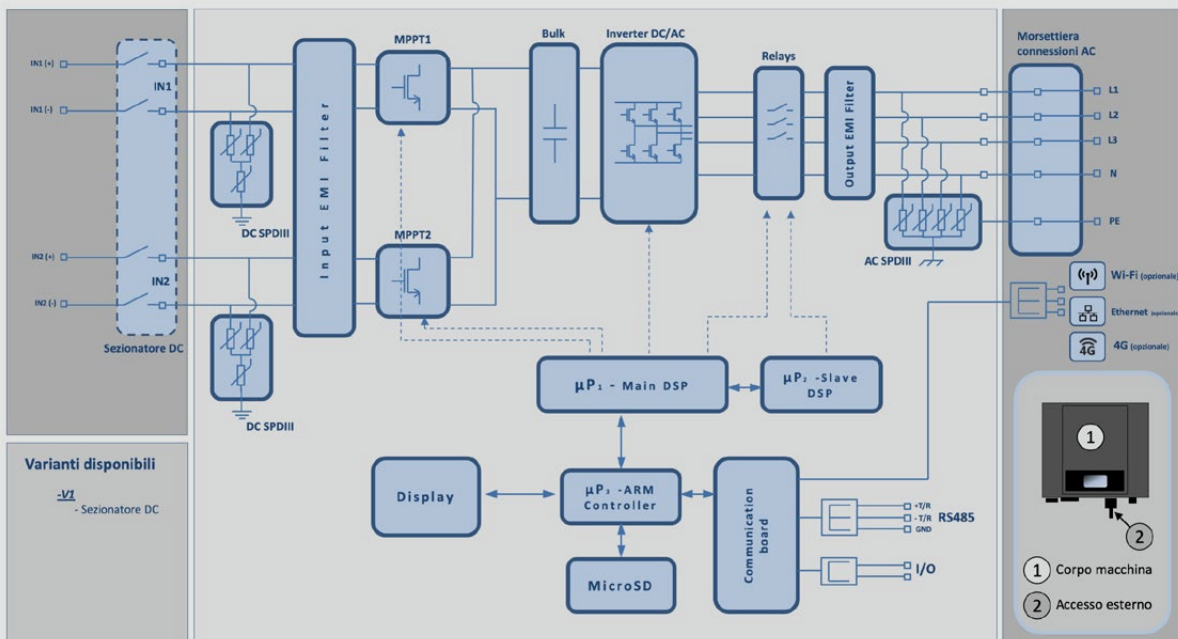 IN1 (+)
IN1 (-)
IN1
DC SPDIII
IN2 (+)
IN2 (-)
IN2
Sezionatore DC
DC SPDIII
Input EMI Filter
MPPT1
MPPT2
Bulk
Inverter DC/AC
Relays
Output EMI Filter
AC SPDIII
Morsettiera
connessioni AC
L1
L2
L3
N
PE
Wi-Fi (opzionale)
Ethernet (opzionale)
4G
4G (opzionale)
µP1 - Main DSP
µP2 -Slave
DSP
Display
µP3 -ARM
Controller
MicroSD
Communication
board
+T/R
- T/R
GND
RS485
I/O
Varianti disponibili
-V1
- Sezionatore DC
1
2
1 Corpo macchina
2 Accesso esterno